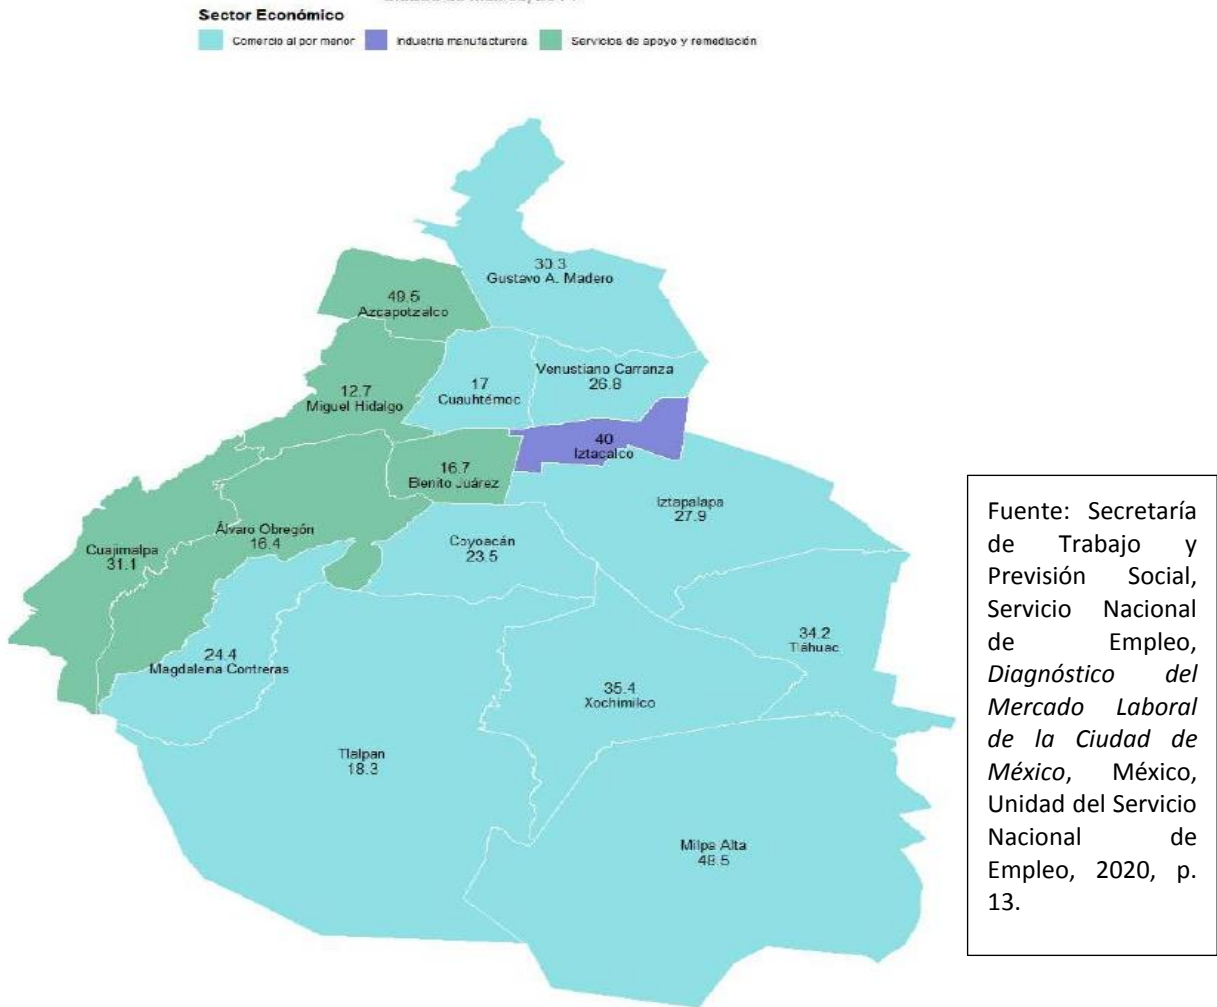 Sector Económico
Comercio al por menor
Industria manufacturera
Servicios de apoyo y remediación
30.3
Gustavo A. Madero
49.5
Azcapotzalco
Venustiano Carranza
26.8
17
Cuauhtémoc
12.7
Miguel Hidalgo
40
Iztacalco
16.7
Benito Juárez
Iztapalapa
27.9
Álvaro Obregón
16.4
Coyoacán
23.5
Cuajimalpa
31.1
34.2
Tláhuac
24.4
Magdalena Contreras
35.4
Xochimilco
Tlalpan
18.3
Milpa Alta
48.5
Fuente: Secretaría
de Trabajo y
Previsión Social,
Servicio Nacional
de Empleo,
Diagnóstico del
Mercado Laboral
de la Ciudad de
México, México,
Unidad del Servicio
Nacional de
Empleo, 2020, p.
13.